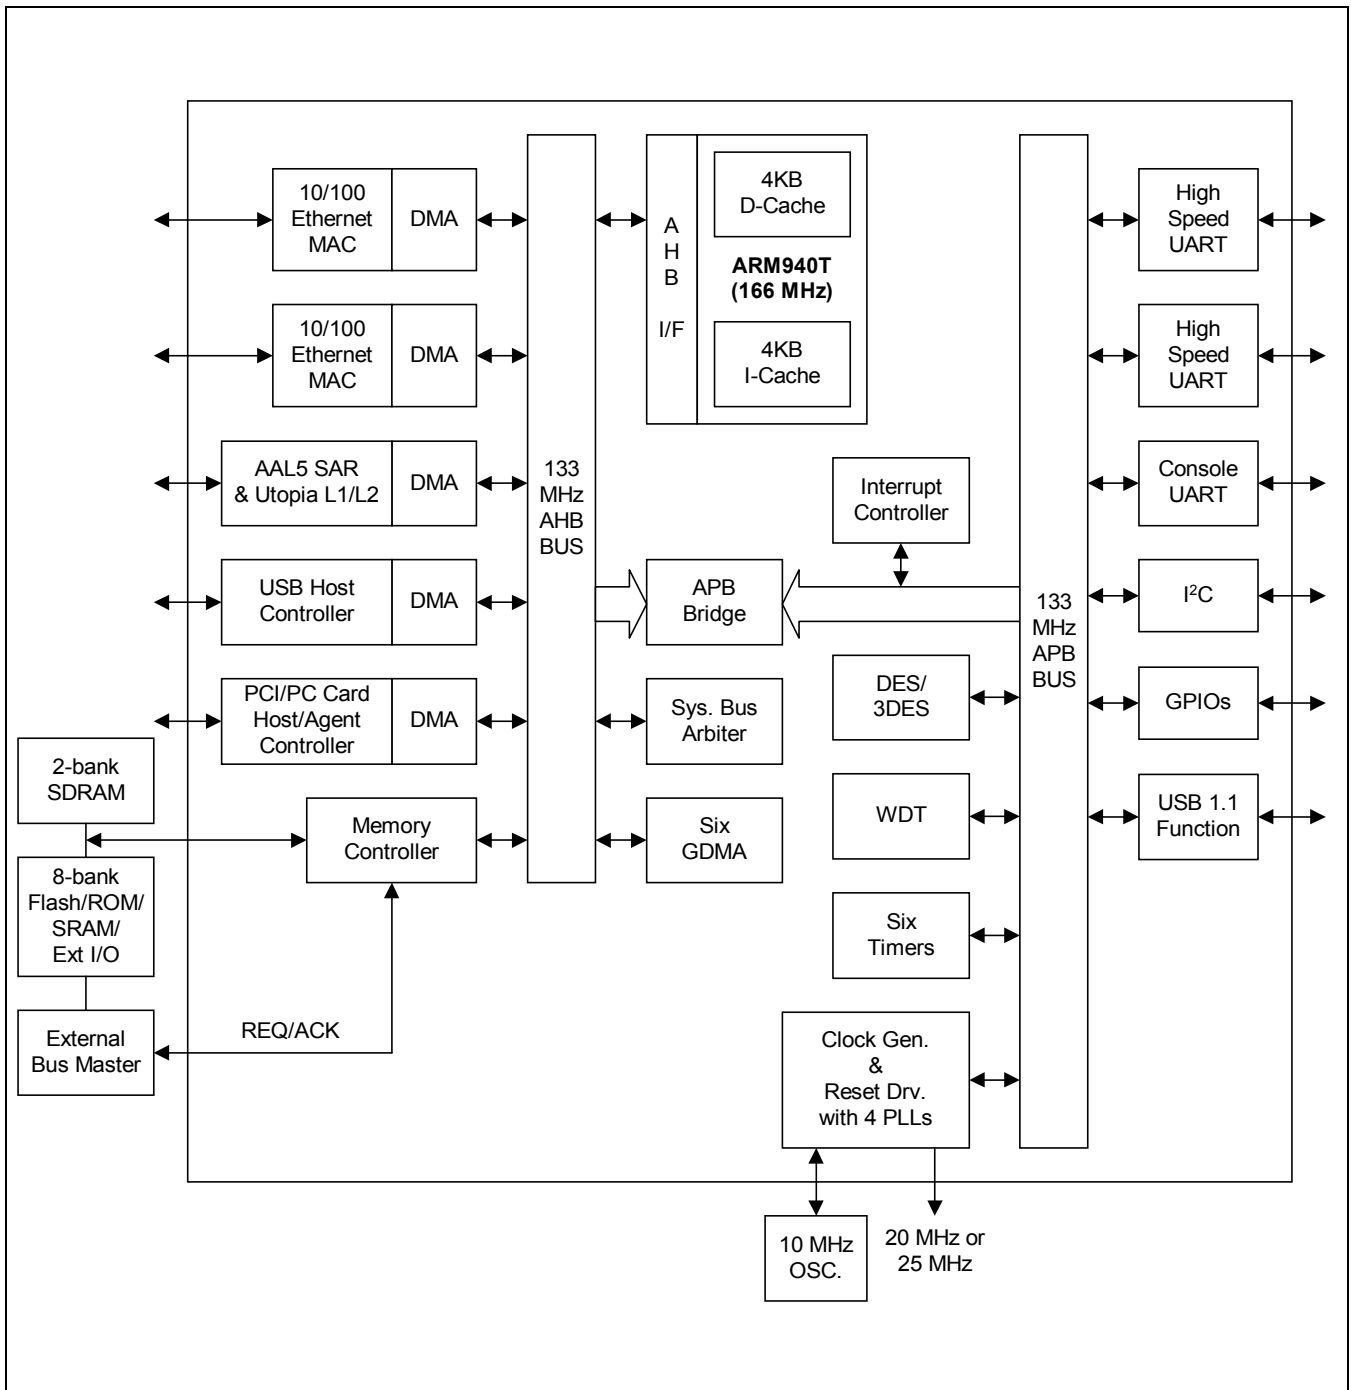 10/100
Ethernet
MAC
DMA
10/100
Ethernet
MAC
DMA
AAL5 SAR
& Utopia L1/L2
DMA
USB Host
Controller
DMA
PCI/PC Card
Host/Agent
Controller
DMA
2-bank
SDRAM
8-bank
Flash/ROM/
SRAM/
Ext I/O
External
Bus Master
REQ/ACK
Memory
Controller
133
MHz
AHB
BUS
A
H
B
I/F
4KB
D-Cache
ARM940T
(166 MHz)
4KB
I-Cache
Interrupt
Controller
APB
Bridge
Sys. Bus
Arbiter
Six
GDMA
DES/
3DES
WDT
Six
Timers
Clock Gen.
&
Reset Drv.
with 4 PLLs
10 MHz
OSC.
20 MHz or
25 MHz
133
MHz
APB
BUS
High
Speed
UART
High
Speed
UART
Console
UART
I²C
GPIOs
USB 1.1
Function